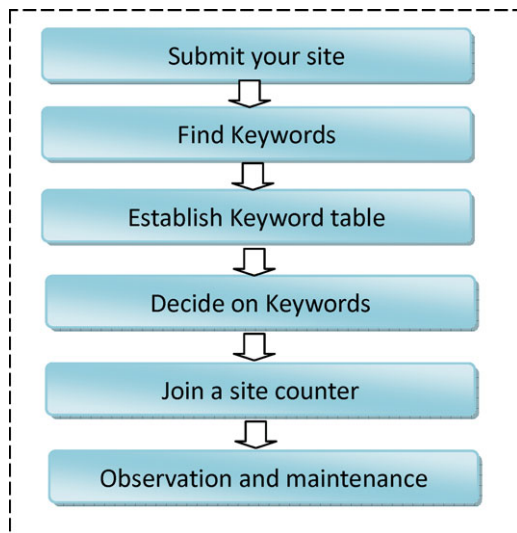 Submit your site
Find Keywords
Establish Keyword table
Decide on Keywords
Join a site counter
Observation and maintenance